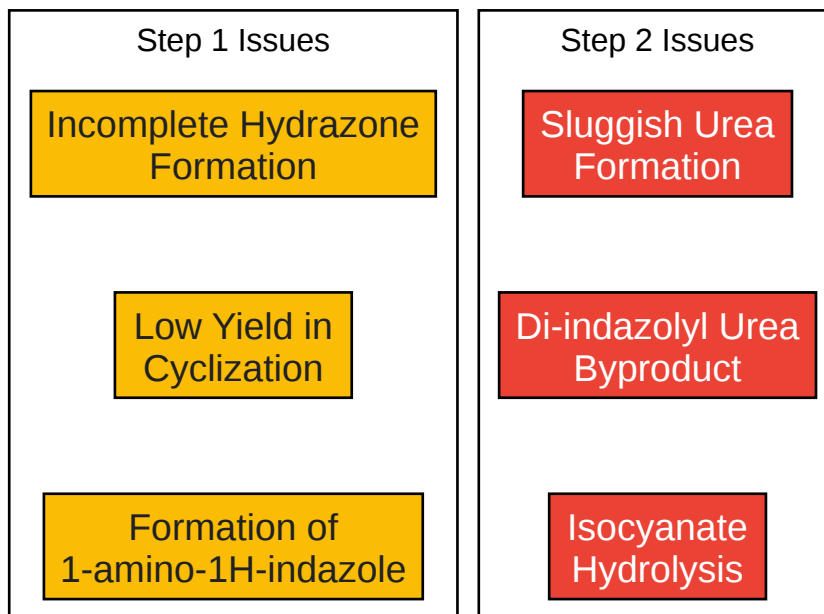 Step 1 Issues
Incomplete Hydrazone
Formation
Low Yield in
Cyclization
Formation of
1-amino-1H-indazole
Step 2 Issues
Sluggish Urea
Formation
Di-indazolyl Urea
Byproduct
Isocyanate
Hydrolysis